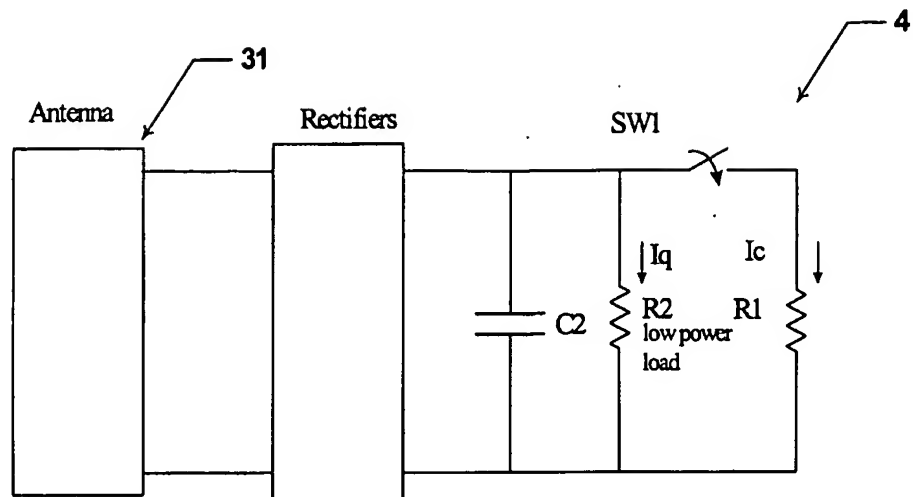 4
31
Antenna
Rectifiers
SW1
Iq
Ic
C2
R2
R1
low power
load